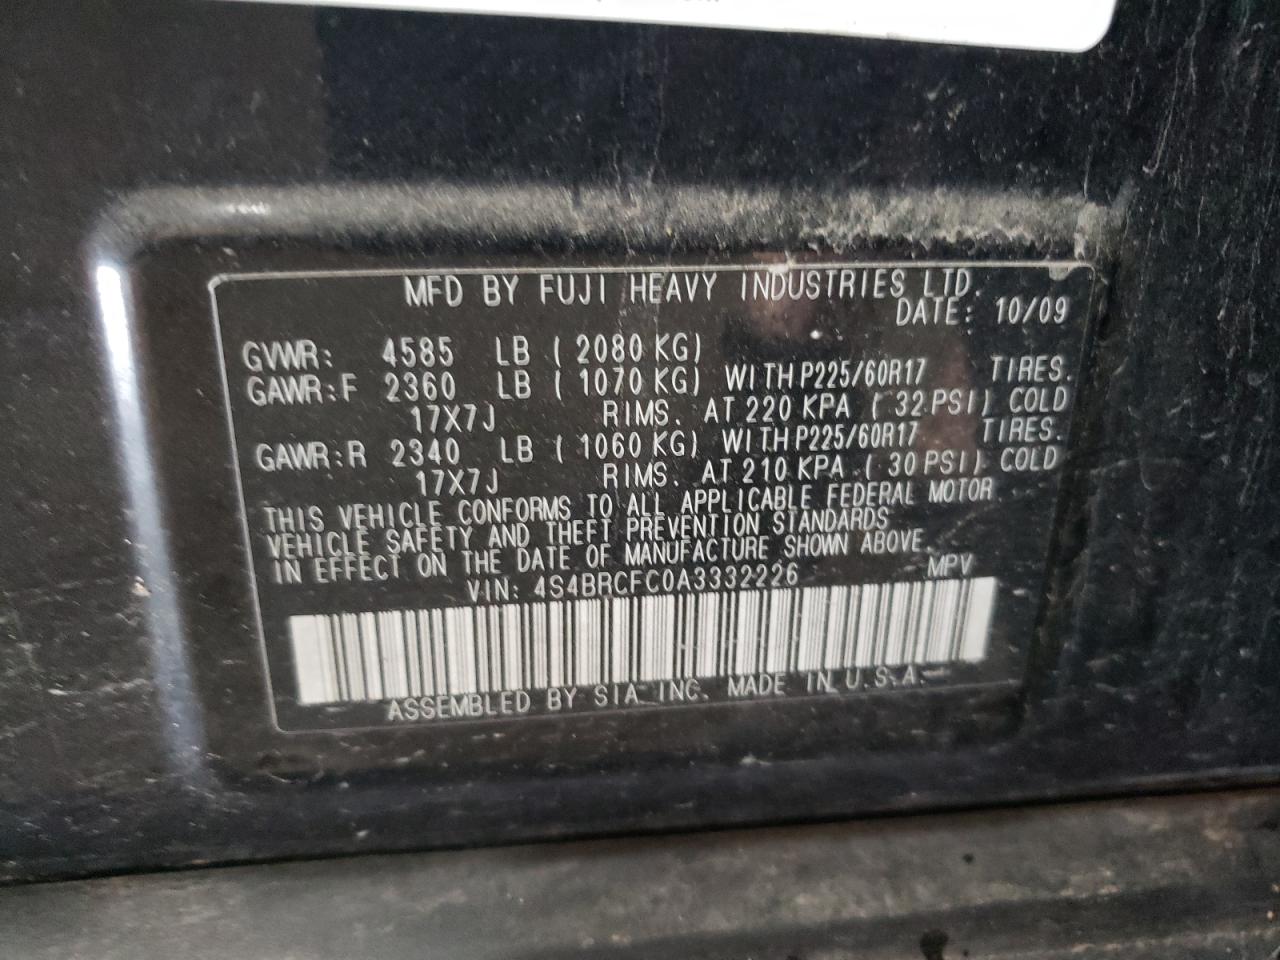 MFD BY FUJI HEAVY INDUSTRIES LTD.
DATE: 10/09
GVWR: 4585 LB ( 2080 KG)
GAWR:F 2360 LB ( 1070 KG) WITH P225/60R17 TIRES.
17X7J RIMS. AT 220 KPA ( 32 PSI) COLD
GAWR:R 2340 LB ( 1060 KG) WITH P225/60R17 TIRES.
17X7J RIMS. AT 210 KPA ( 30 PSI) COLD
THIS VEHICLE CONFORMS TO ALL APPLICABLE FEDERAL MOTOR
VEHICLE SAFETY AND THEFT PREVENTION STANDARDS
IN EFFECT ON THE DATE OF MANUFACTURE SHOWN ABOVE.
VIN: 4S4BRCFC0A3332226 MPV
ASSEMBLED BY SIA INC. MADE IN U.S.A.